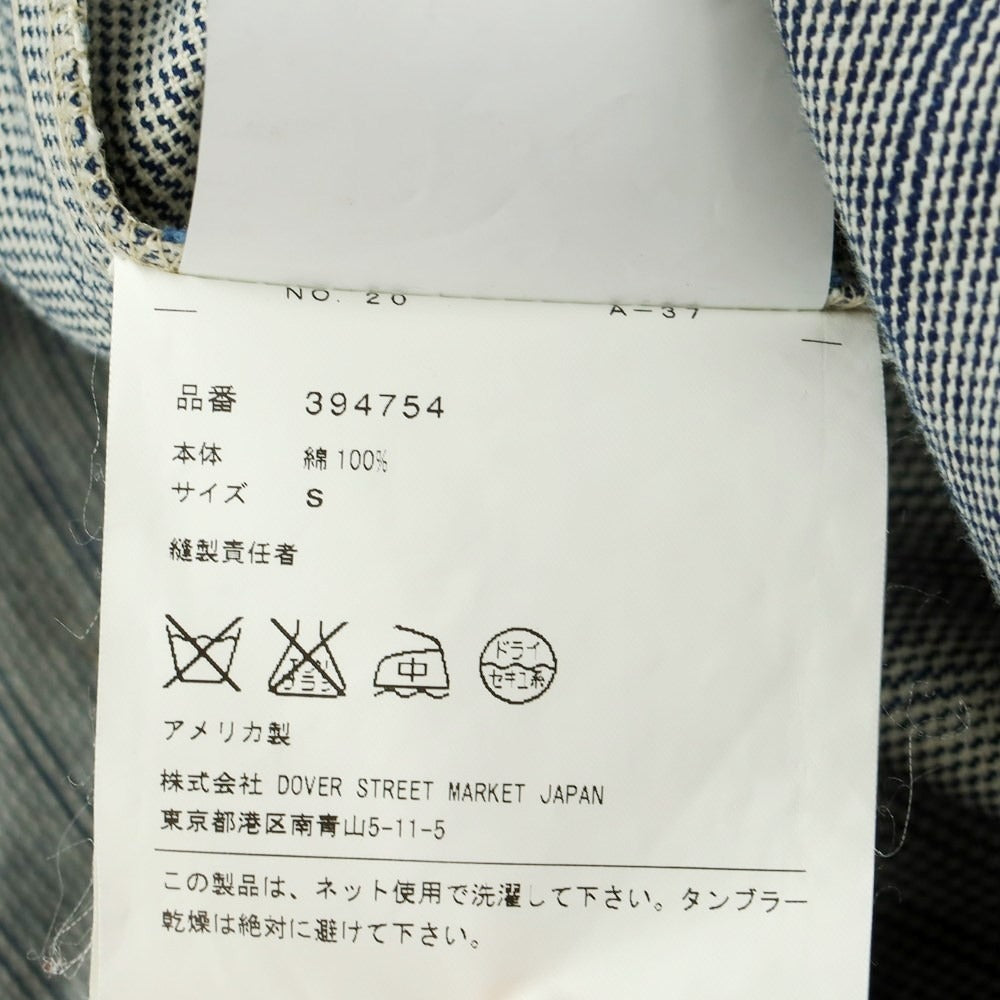 NO. 20 A-37
品番 394754
本体 綿 100%
サイズ S
縫製責任者
中 ドライ
セキユ系
アメリカ製
株式会社 DOVER STREET MARKET JAPAN
東京都港区南青山5-11-5
この製品は、ネット使用で洗濯して下さい。タンブラー
乾燥は絶対に避けて下さい。